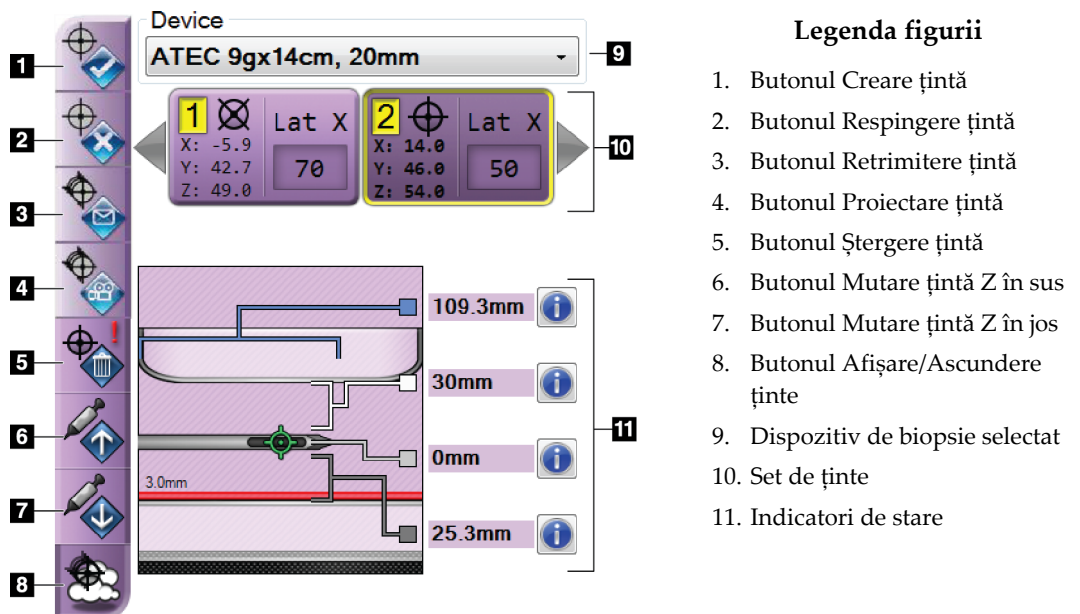 Device
ATEC 9gx14cm, 20mm
1
2
3
4
5
6
7
8
9
10
11
1
X: -5.9
Y: 42.7
Z: 49.0
Lat X
70
2
X: 14.0
Y: 46.0
Z: 54.0
Lat X
50
109.3mm
30mm
0mm
3.0mm
25.3mm
!
Legenda figurii
1. Butonul Creare țintă
2. Butonul Respingere țintă
3. Butonul Retrimitere țintă
4. Butonul Proiectare țintă
5. Butonul Ștergere țintă
6. Butonul Mutare țintă Z în sus
7. Butonul Mutare țintă Z în jos
8. Butonul Afișare/Ascundere
ținte
9. Dispozitiv de biopsie selectat
10. Set de ținte
11. Indicatori de stare